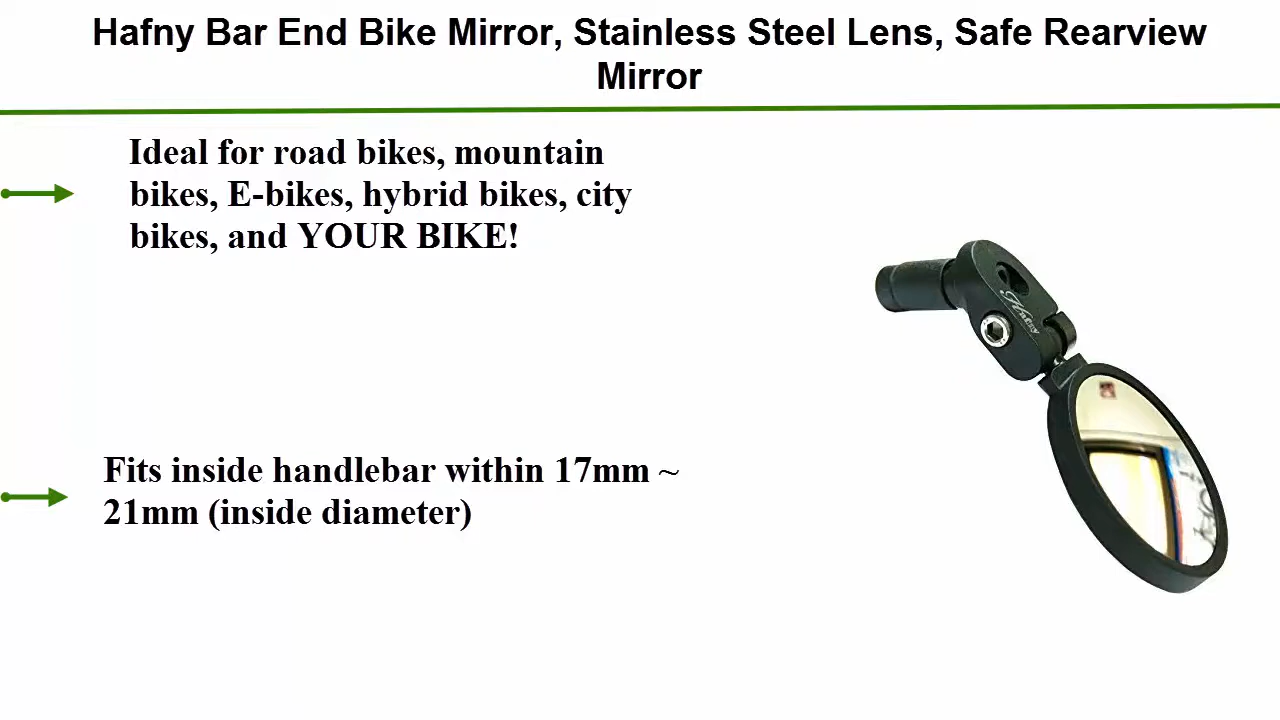 Hafny Bar End Bike Mirror, Stainless Steel Lens, Safe Rearview
Mirror
Ideal for road bikes, mountain
bikes, E-bikes, hybrid bikes, city
bikes, and YOUR BIKE!
Hafny
Fits inside handlebar within 17mm ~
21mm (inside diameter)